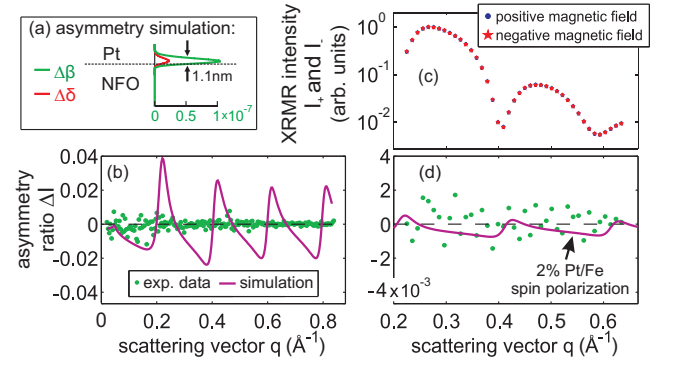 (a) asymmetry simulation:
Pt
NFO
Δβ
Δδ
1.1nm
0 0.5 1×10⁻⁷
XRMR intensity
I₊ and I₋
(arb. units)
positive magnetic field
negative magnetic field
(c)
10⁰
10⁻¹
10⁻²
asymmetry
ratio ΔI
(b)
0.04
0.02
0
-0.02
-0.04
exp. data simulation
0 0.2 0.4 0.6 0.8
scattering vector q (Å⁻¹)
(d)
4
2
0
-2
-4×10⁻³
2% Pt/Fe
spin polarization
0.2 0.3 0.4 0.5 0.6
scattering vector q (Å⁻¹)